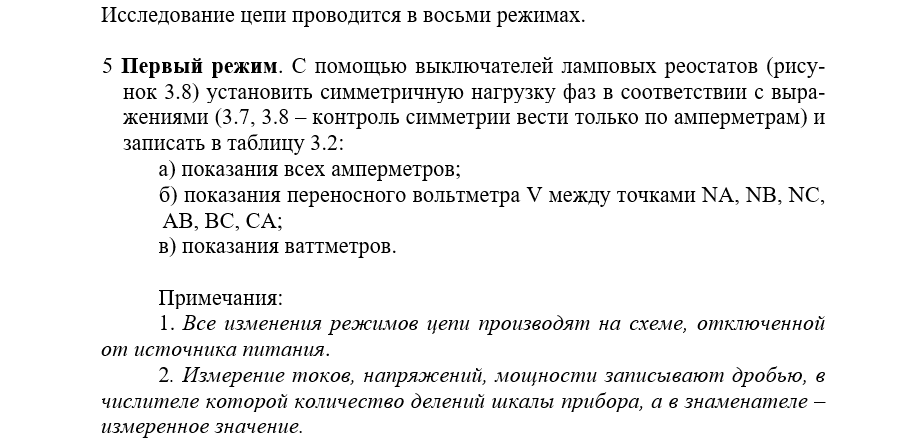 Исследование цепи проводится в восьми режимах.
5 Первый режим. С помощью выключателей ламповых реостатов (рису-
нок 3.8) установить симметричную нагрузку фаз в соответствии с выра-
жениями (3.7, 3.8 – контроль симметрии вести только по амперметрам) и
записать в таблицу 3.2:
а) показания всех амперметров;
б) показания переносного вольтметра V между точками NA, NB, NC,
AB, BC, CA;
в) показания ваттметров.
Примечания:
1. Все изменения режимов цепи производят на схеме, отключенной
от источника питания.
2. Измерение токов, напряжений, мощности записывают дробью, в
числителе которой количество делений шкалы прибора, а в знаменателе –
измеренное значение.